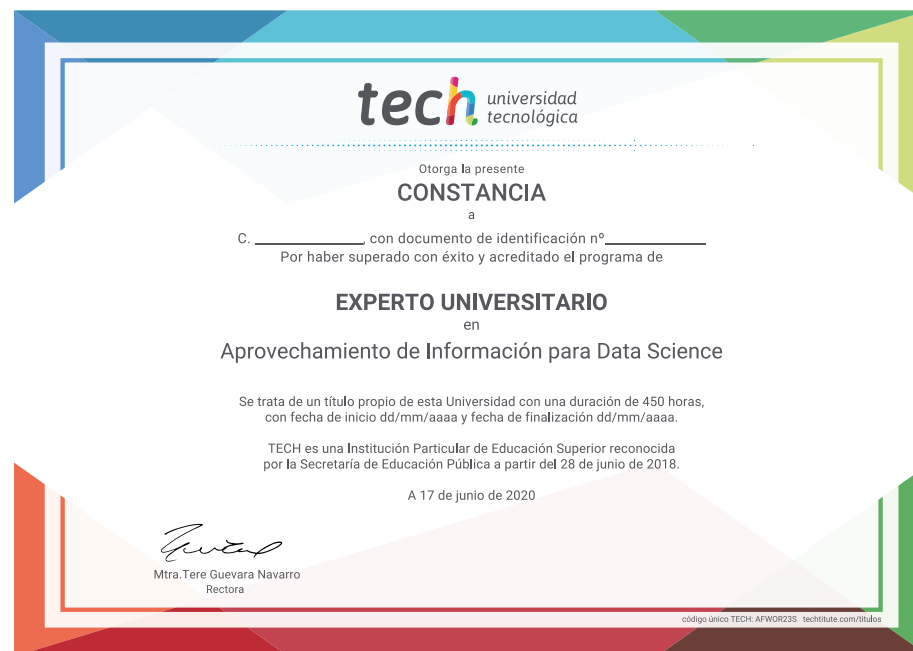 tech universidad
tecnológica
Otorga la presente
CONSTANCIA
a
C. ____________, con documento de identificación nº___________
Por haber superado con éxito y acreditado el programa de
EXPERTO UNIVERSITARIO
en
Aprovechamiento de Información para Data Science
Se trata de un título propio de esta Universidad con una duración de 450 horas,
con fecha de inicio dd/mm/aaaa y fecha de finalización dd/mm/aaaa.
TECH es una Institución Particular de Educación Superior reconocida
por la Secretaría de Educación Pública a partir del 28 de junio de 2018.
A 17 de junio de 2020
Mtra.Tere Guevara Navarro
Rectora
código único TECH: AFWOR23S techtitute.com/titulos